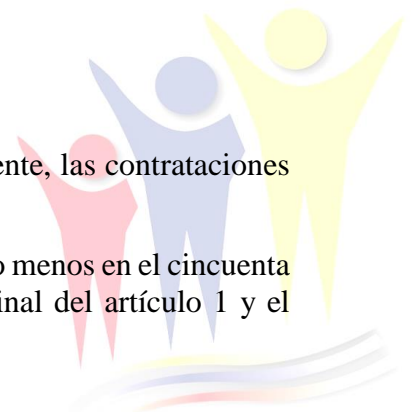 ente, las contrataciones
o menos en el cincuenta
inal del artículo 1 y el